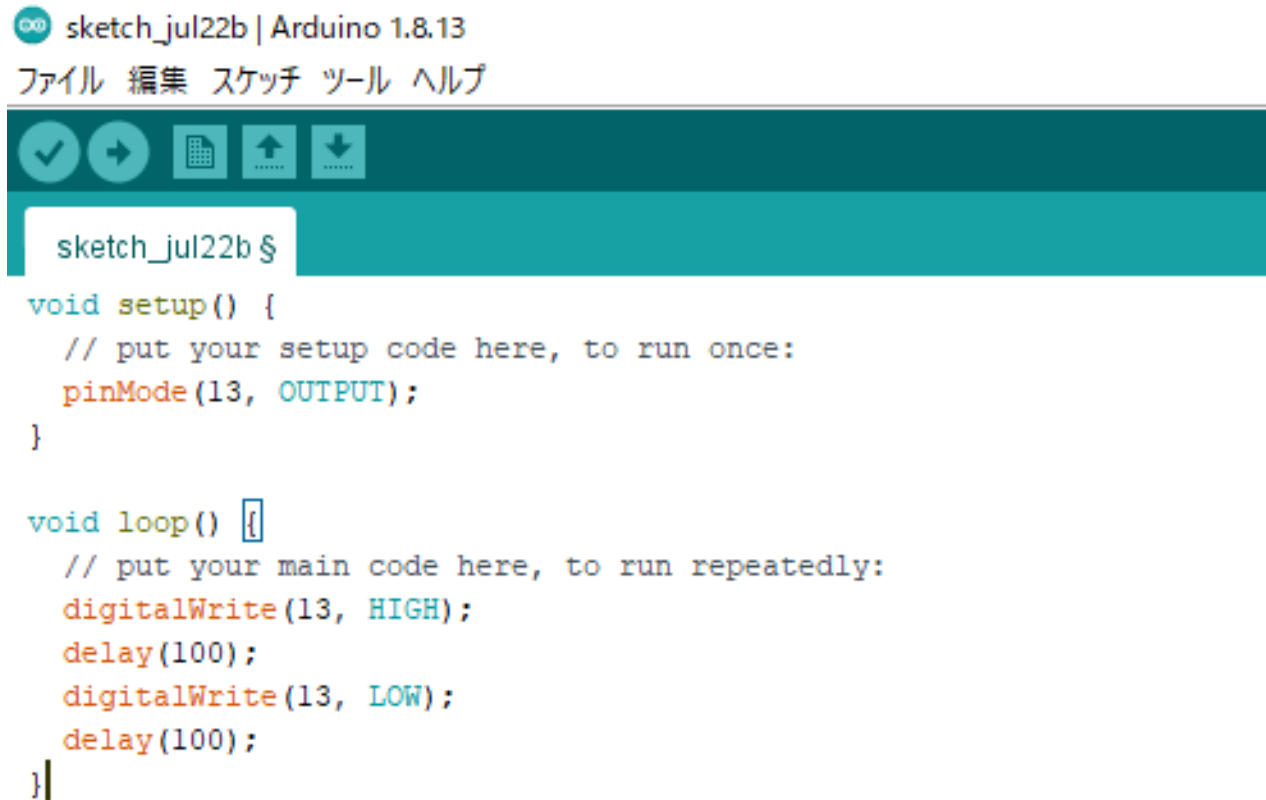 sketch_jul22b | Arduino 1.8.13
ファイル 編集 スケッチ ツール ヘルプ
sketch_jul22b §
void setup() {
  // put your setup code here, to run once:
  pinMode(13, OUTPUT);
}

void loop() {
  // put your main code here, to run repeatedly:
  digitalWrite(13, HIGH);
  delay(100);
  digitalWrite(13, LOW);
  delay(100);
}